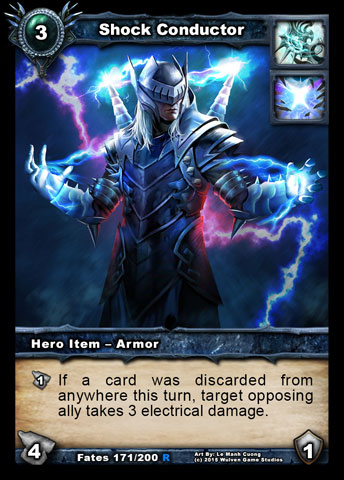 3
Shock Conductor
Hero Item – Armor
1 If a card was discarded from
anywhere this turn, target opposing
ally takes 3 electrical damage.
4
Fates 171/200 R
Art By: Le Manh Cuong
(c) 2015 Wulven Game Studios
1